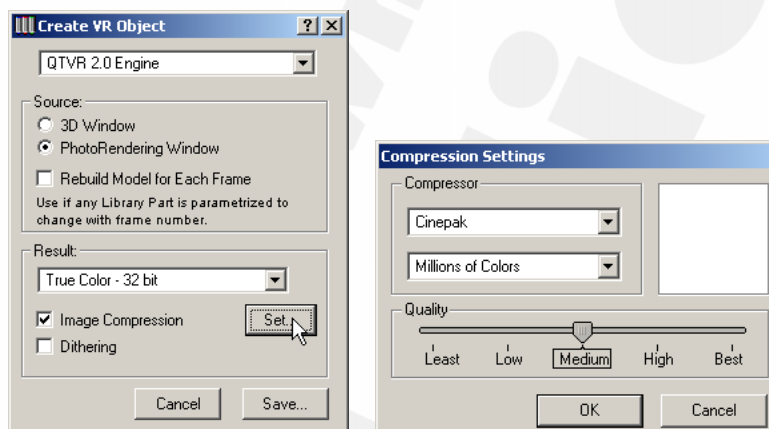 Create VR Object
QTVR 2.0 Engine
Source:
3D Window
PhotoRendering Window
Rebuild Model for Each Frame
Use if any Library Part is parametrized to
change with frame number.
Result:
True Color - 32 bit
Image Compression
Set...
Dithering
Cancel
Save...
Compression Settings
Compressor
Cinepak
Millions of Colors
Quality
Least
Low
Medium
High
Best
OK
Cancel